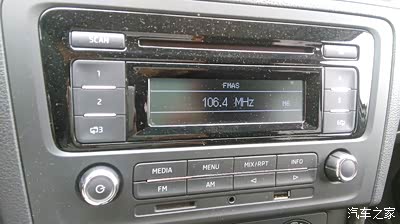 SCAN
FMAS
1
106.4 MHz
M6
2
3
MEDIA
MENU
MIX/RPT
INFO
FM
AM
汽车之家